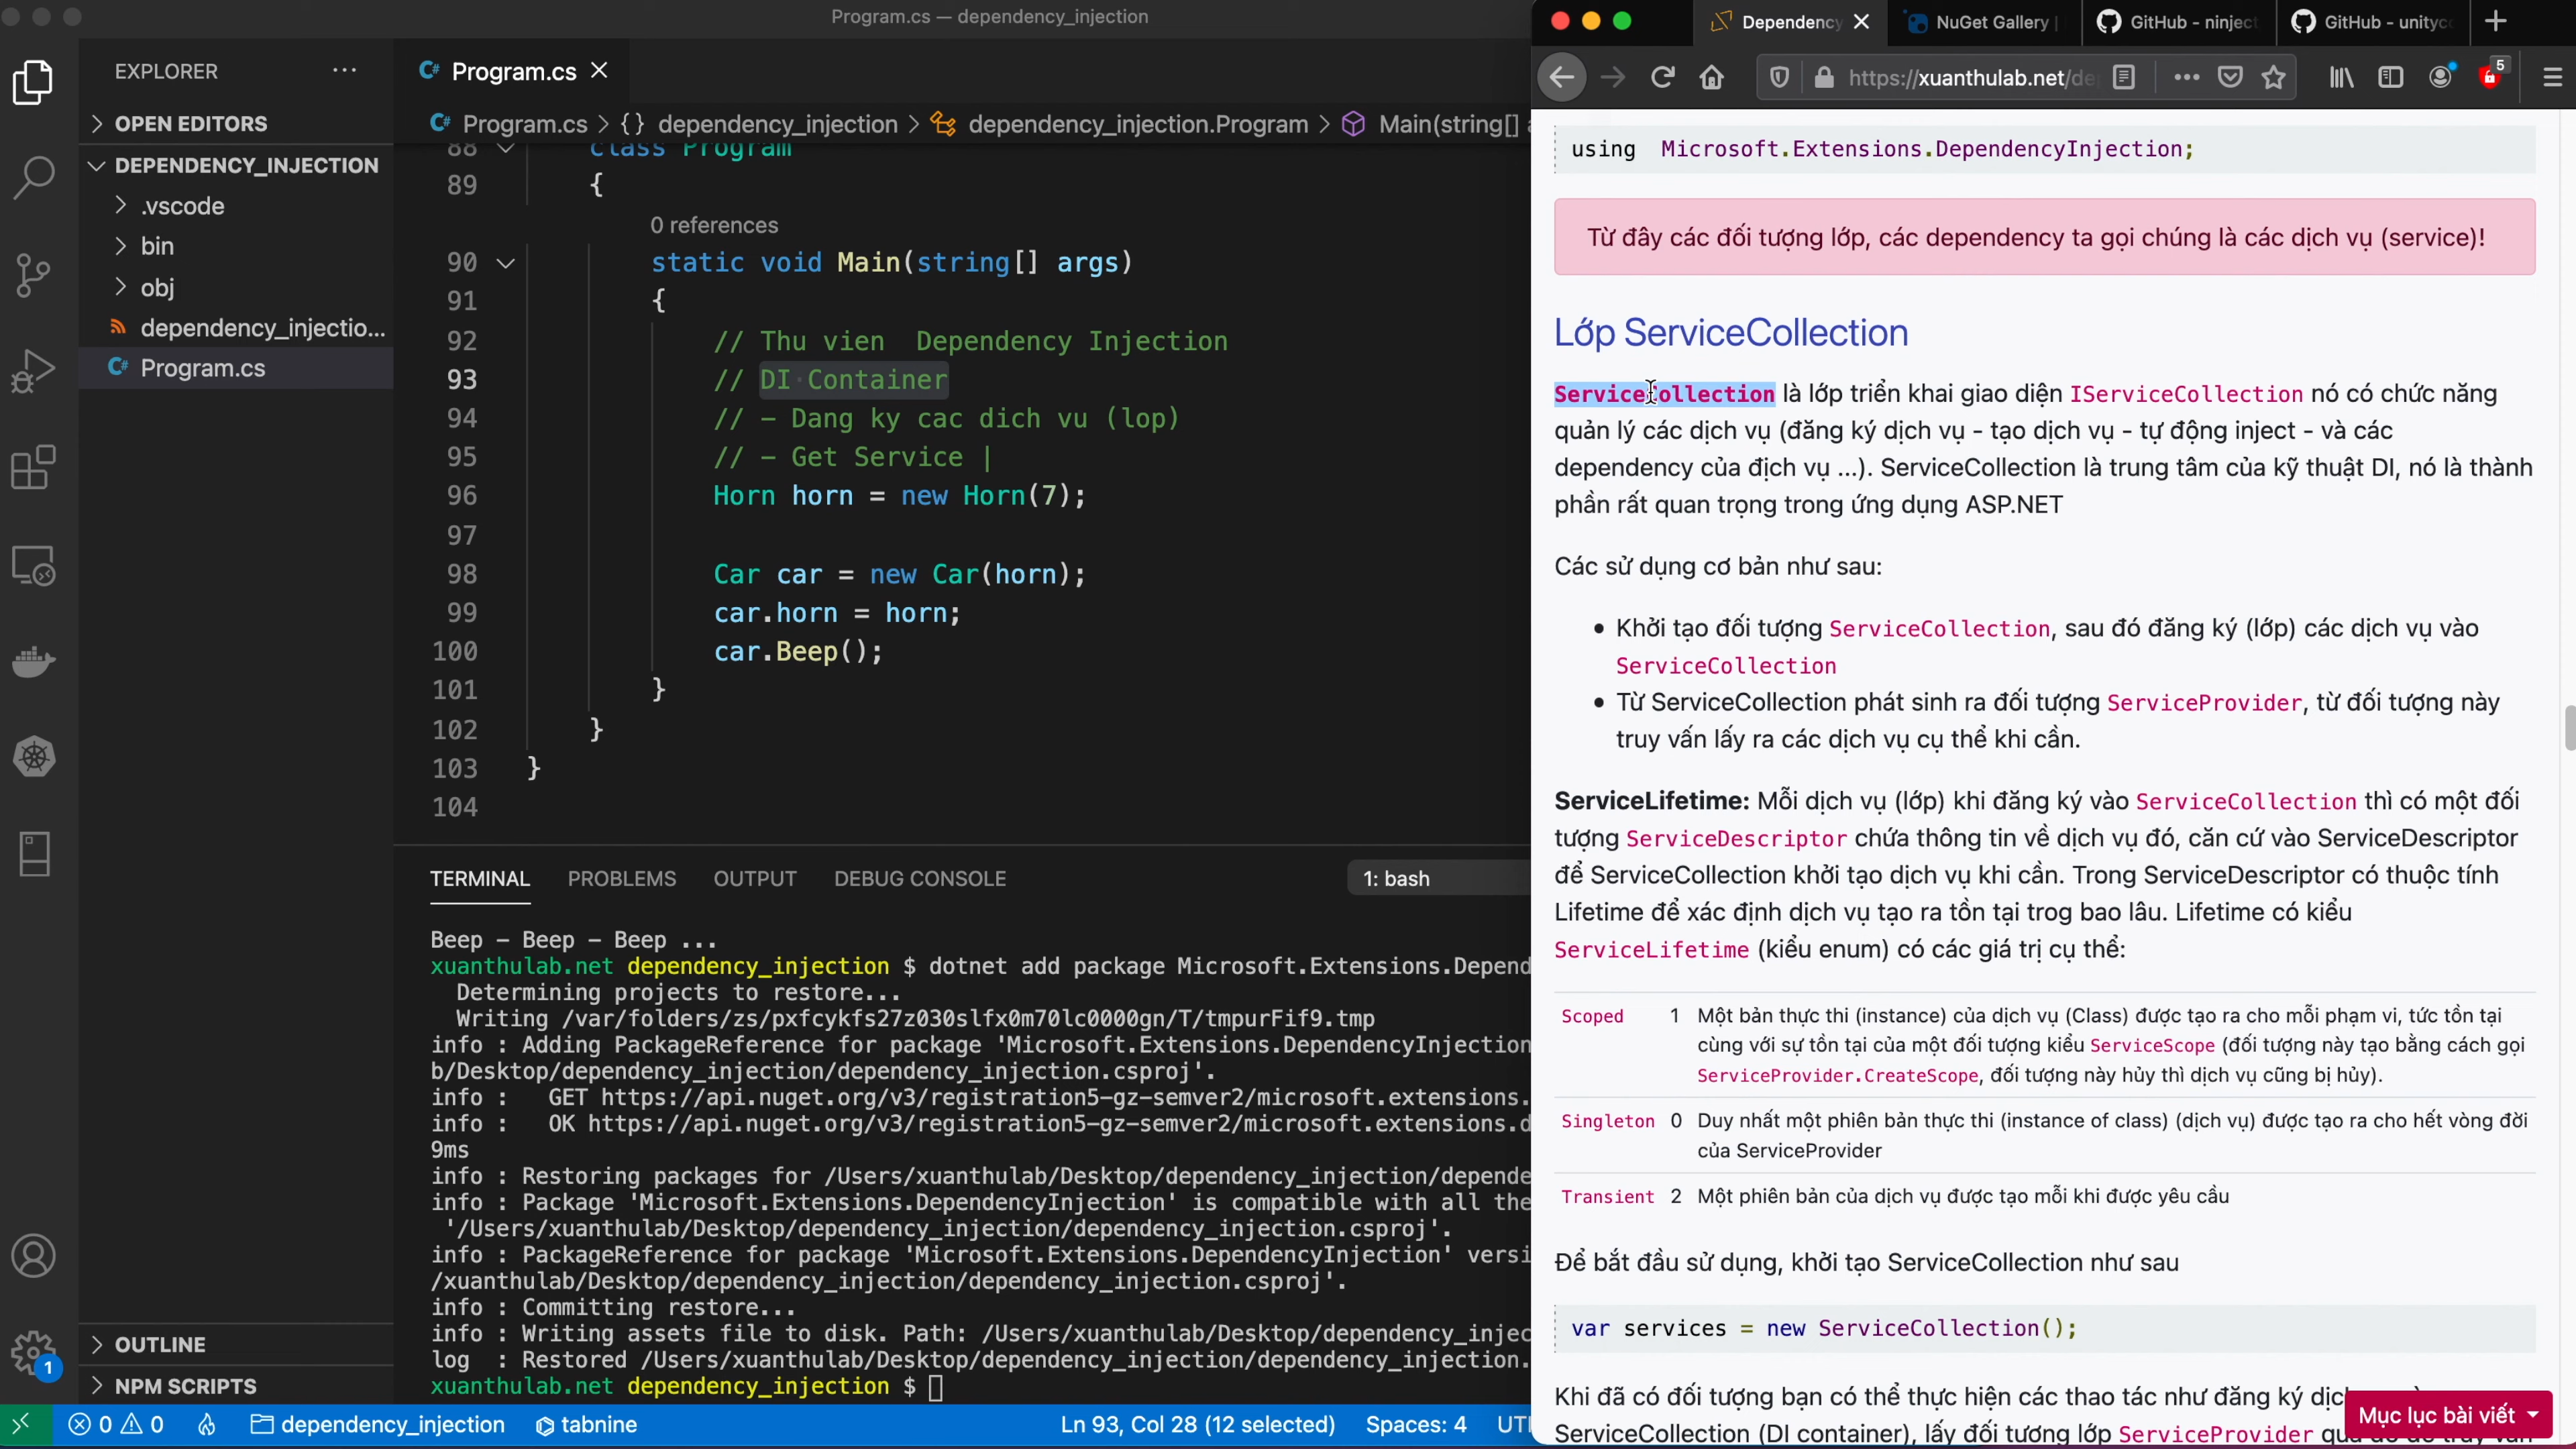 Program.cs — dependency_injection
EXPLORER
OPEN EDITORS
DEPENDENCY_INJECTION
.vscode
bin
obj
dependency_injectio...
Program.cs
OUTLINE
NPM SCRIPTS
1
Program.cs
Program.cs > {} dependency_injection > dependency_injection.Program > Main(string[]
88 class Program
89 {
0 references
90 static void Main(string[] args)
91 {
92 // Thu vien  Dependency Injection
93 // DI Container
94 // - Dang ky cac dich vu (lop)
95 // - Get Service |
96 Horn horn = new Horn(7);
97
98 Car car = new Car(horn);
99 car.horn = horn;
100 car.Beep();
101 }
102 }
103 }
104
TERMINAL PROBLEMS OUTPUT DEBUG CONSOLE 1: bash
Beep - Beep - Beep ...
xuanthulab.net dependency_injection $ dotnet add package Microsoft.Extensions.Depend
Determining projects to restore...
Writing /var/folders/zs/pxfcykfs27z030slfx0m70lc0000gn/T/tmpurFif9.tmp
info : Adding PackageReference for package 'Microsoft.Extensions.DependencyInjection
b/Desktop/dependency_injection/dependency_injection.csproj'.
info :   GET https://api.nuget.org/v3/registration5-gz-semver2/microsoft.extensions.
info :   OK https://api.nuget.org/v3/registration5-gz-semver2/microsoft.extensions.d
9ms
info : Restoring packages for /Users/xuanthulab/Desktop/dependency_injection/depende
info : Package 'Microsoft.Extensions.DependencyInjection' is compatible with all the
'/Users/xuanthulab/Desktop/dependency_injection/dependency_injection.csproj'.
info : PackageReference for package 'Microsoft.Extensions.DependencyInjection' versi
/xuanthulab/Desktop/dependency_injection/dependency_injection.csproj'.
info : Committing restore...
info : Writing assets file to disk. Path: /Users/xuanthulab/Desktop/dependency_injec
log  : Restored /Users/xuanthulab/Desktop/dependency_injection/dependency_injection.
xuanthulab.net dependency_injection $
0 0 dependency_injection tabnine Ln 93, Col 28 (12 selected) Spaces: 4
Dependency NuGet Gallery | GitHub - ninject GitHub - unityc
https://xuanthulab.net/de 5
using  Microsoft.Extensions.DependencyInjection;
Từ đây các đối tượng lớp, các dependency ta gọi chúng là các dịch vụ (service)!
Lớp ServiceCollection
ServiceCollection là lớp triển khai giao diện IServiceCollection nó có chức năng
quản lý các dịch vụ (đăng ký dịch vụ - tạo dịch vụ - tự động inject - và các
dependency của địch vụ ...). ServiceCollection là trung tâm của kỹ thuật DI, nó là thành
phần rất quan trọng trong ứng dụng ASP.NET
Các sử dụng cơ bản như sau:
• Khởi tạo đối tượng ServiceCollection, sau đó đăng ký (lớp) các dịch vụ vào
ServiceCollection
• Từ ServiceCollection phát sinh ra đối tượng ServiceProvider, từ đối tượng này
truy vấn lấy ra các dịch vụ cụ thể khi cần.
ServiceLifetime: Mỗi dịch vụ (lớp) khi đăng ký vào ServiceCollection thì có một đối
tượng ServiceDescriptor chứa thông tin về dịch vụ đó, căn cứ vào ServiceDescriptor
để ServiceCollection khởi tạo dịch vụ khi cần. Trong ServiceDescriptor có thuộc tính
Lifetime để xác định dịch vụ tạo ra tồn tại trog bao lâu. Lifetime có kiểu
ServiceLifetime (kiểu enum) có các giá trị cụ thể:
Scoped 1 Một bản thực thi (instance) của dịch vụ (Class) được tạo ra cho mỗi phạm vi, tức tồn tại
cùng với sự tồn tại của một đối tượng kiểu ServiceScope (đối tượng này tạo bằng cách gọi
ServiceProvider.CreateScope, đối tượng này hủy thì dịch vụ cũng bị hủy).
Singleton 0 Duy nhất một phiên bản thực thi (instance of class) (dịch vụ) được tạo ra cho hết vòng đời
của ServiceProvider
Transient 2 Một phiên bản của dịch vụ được tạo mỗi khi được yêu cầu
Để bắt đầu sử dụng, khởi tạo ServiceCollection như sau
var services = new ServiceCollection();
Khi đã có đối tượng bạn có thể thực hiện các thao tác như đăng ký
ServiceCollection (DI container), lấy đối tượng lớp ServiceProvider
Mục lục bài viết